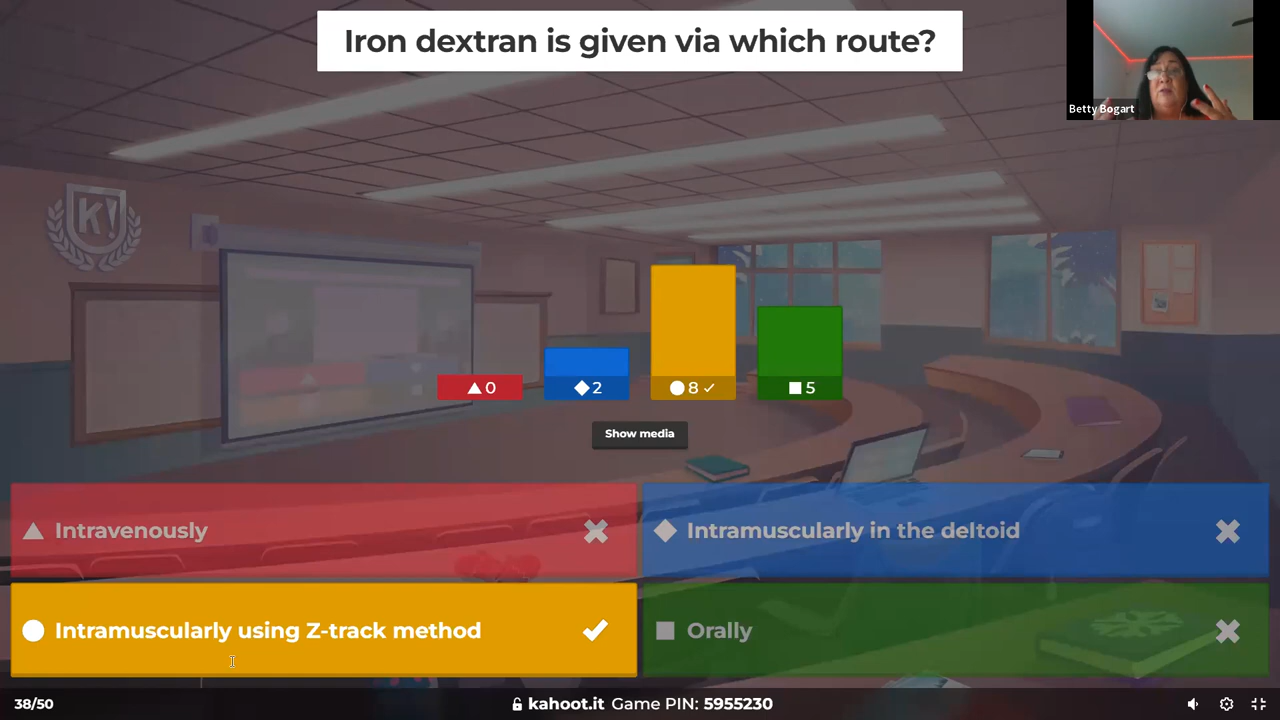 Iron dextran is given via which route?
Betty Bogart
K!
0
2
8
5
Show media
Intravenously
Intramuscularly in the deltoid
Intramuscularly using Z-track method
Orally
38/50
kahoot.it Game PIN: 5955230